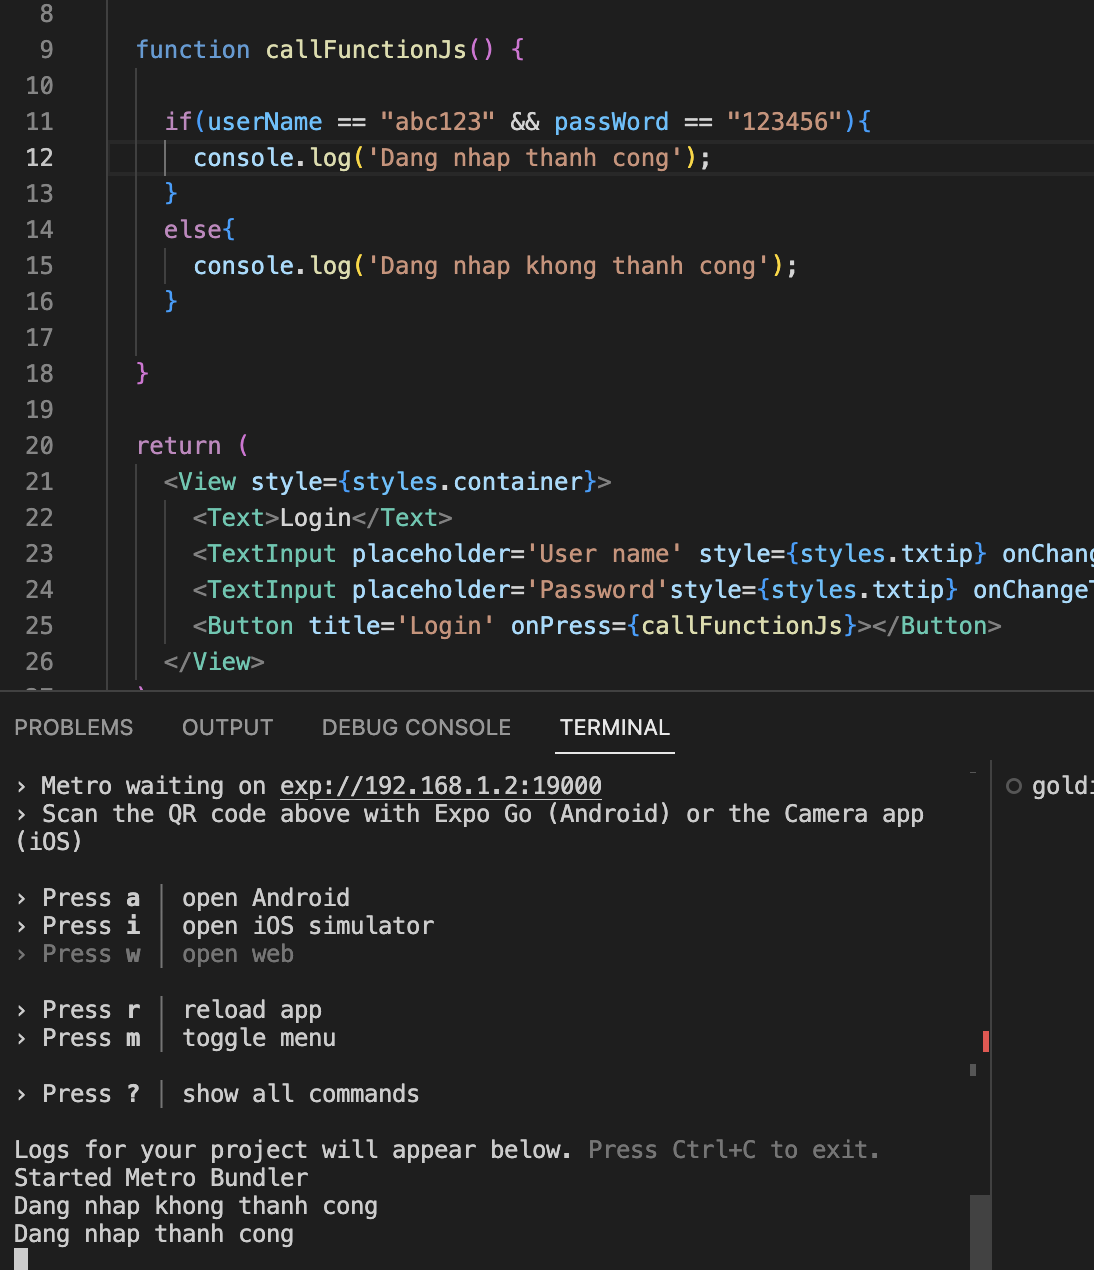 8
9 function callFunctionJs() {
10
11 if(userName == "abc123" && passWord == "123456"){
12 console.log('Dang nhap thanh cong');
13 }
14 else{
15 console.log('Dang nhap khong thanh cong');
16 }
17
18 }
19
20 return (
21 <View style={styles.container}>
22 <Text>Login</Text>
23 <TextInput placeholder='User name' style={styles.txtip} onChang
24 <TextInput placeholder='Password'style={styles.txtip} onChangeT
25 <Button title='Login' onPress={callFunctionJs}></Button>
26 </View>
PROBLEMS OUTPUT DEBUG CONSOLE TERMINAL
› Metro waiting on exp://192.168.1.2:19000
› Scan the QR code above with Expo Go (Android) or the Camera app
(iOS)
› Press a │ open Android
› Press i │ open iOS simulator
› Press w │ open web
› Press r │ reload app
› Press m │ toggle menu
› Press ? │ show all commands
Logs for your project will appear below. Press Ctrl+C to exit.
Started Metro Bundler
Dang nhap khong thanh cong
Dang nhap thanh cong